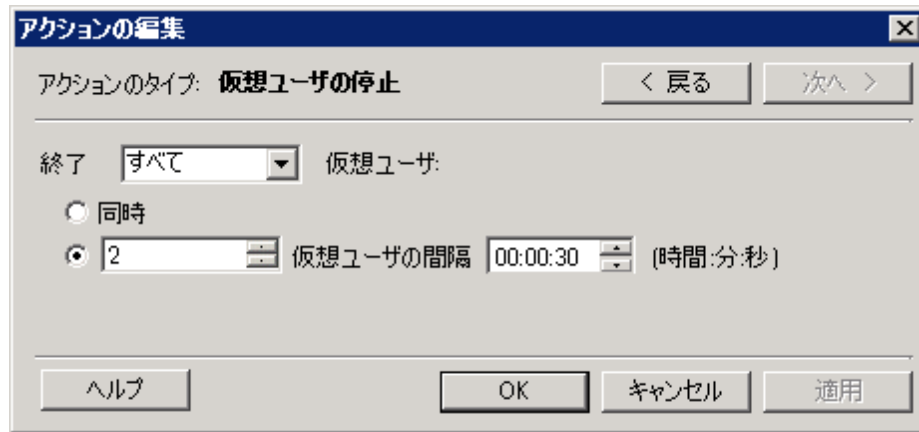 アクションの編集
アクションのタイプ: 仮想ユーザの停止 < 戻る 次へ >
終了 すべて 仮想ユーザ:
同時
2 仮想ユーザの間隔 00:00:30 (時間:分:秒)
ヘルプ OK キャンセル 適用